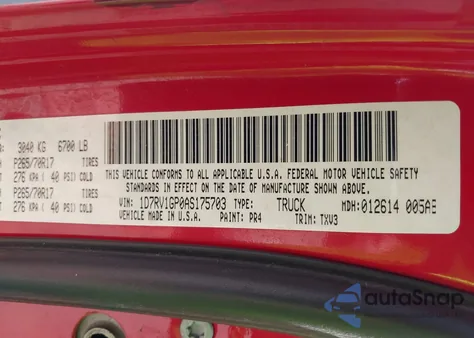 3040 KG 6700 LB
P265/70R17 TIRES
276 KPA ( 40 PSI) COLD
P265/70R17 TIRES
276 KPA ( 40 PSI) COLD
THIS VEHICLE CONFORMS TO ALL APPLICABLE U.S.A. FEDERAL MOTOR VEHICLE SAFETY
STANDARDS IN EFFECT ON THE DATE OF MANUFACTURE SHOWN ABOVE.
VIN: 1D7RV1GP0AS175703 TYPE: TRUCK MDH: 012614 005AE
VEHICLE MADE IN U.S.A. PAINT: PR4 TRIM: TXV3
autoSnap